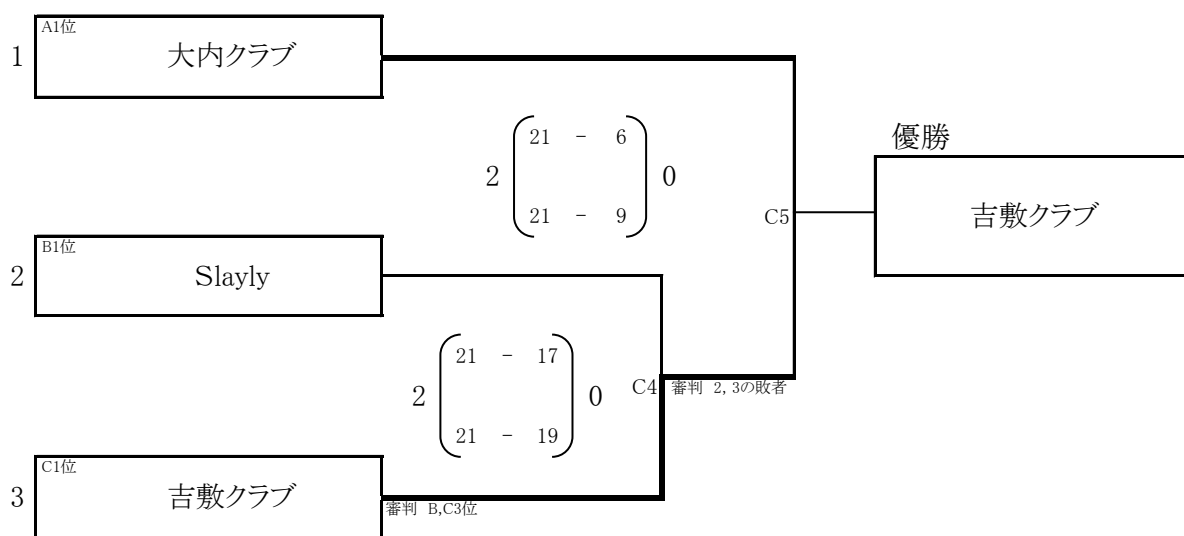 A1位
1 大内クラブ
優勝
21 - 6
2 0
21 - 9
C5
吉敷クラブ
B1位
2 Slayly
21 - 17
2 0
21 - 19
C4 審判 2,3の敗者
C1位
3 吉敷クラブ
審判 B,C3位